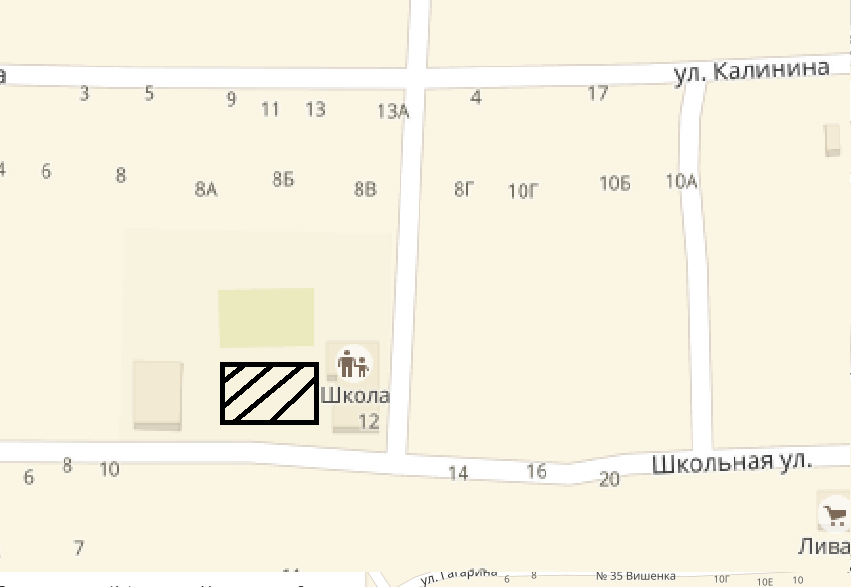 а
ул. Калинина
3 5 9 11 13 13А 4 17
4 6 8 8А 8Б 8В 8Г 10Г 10Б 10А
Школа
12
Школьная ул.
6 8 10 14 16 20
7
Лива
ул. Гагарина 6 8 № 35 Вишенка 10Г 10Е 10